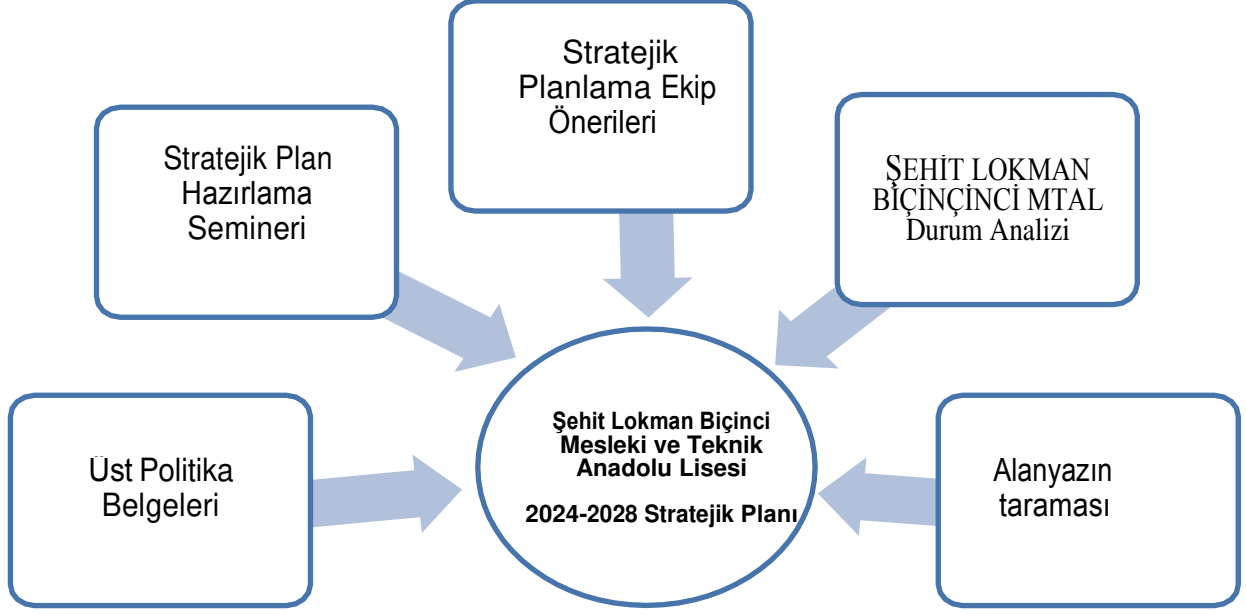 Stratejik
Planlama Ekip
Önerileri
Stratejik Plan
Hazırlama
Semineri
ŞEHİT LOKMAN
BİÇİNÇİNCİ MTAL
Durum Analizi
Üst Politika
Belgeleri
Şehit Lokman Biçinci
Mesleki ve Teknik
Anadolu Lisesi
2024-2028 Stratejik Planı
Alanyazın
taraması